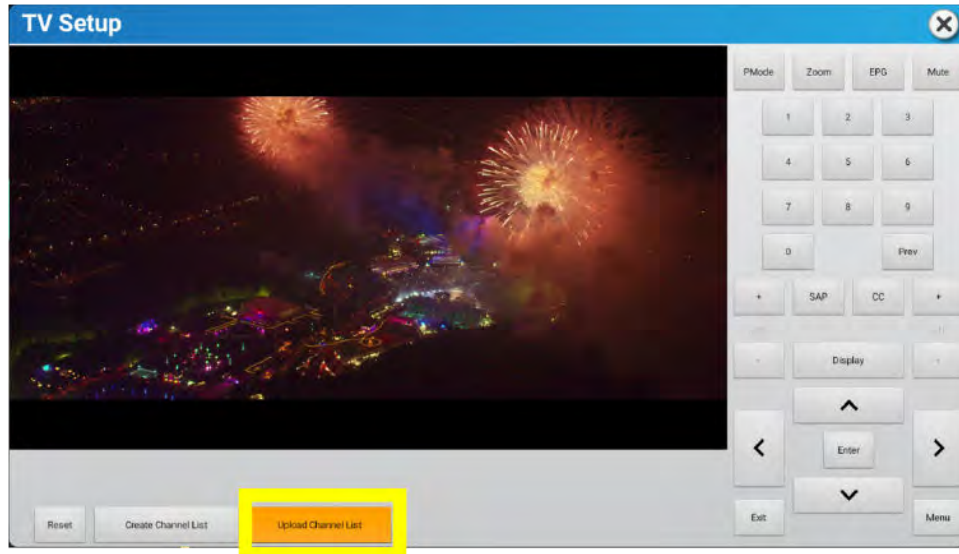 TV Setup
PMode Zoom EPG Mute
1 2 3
4 5 6
7 8 9
0 Prev
+ SAP CC +
- Display -
Enter
Reset Create Channel List Upload Channel List Exit Menu